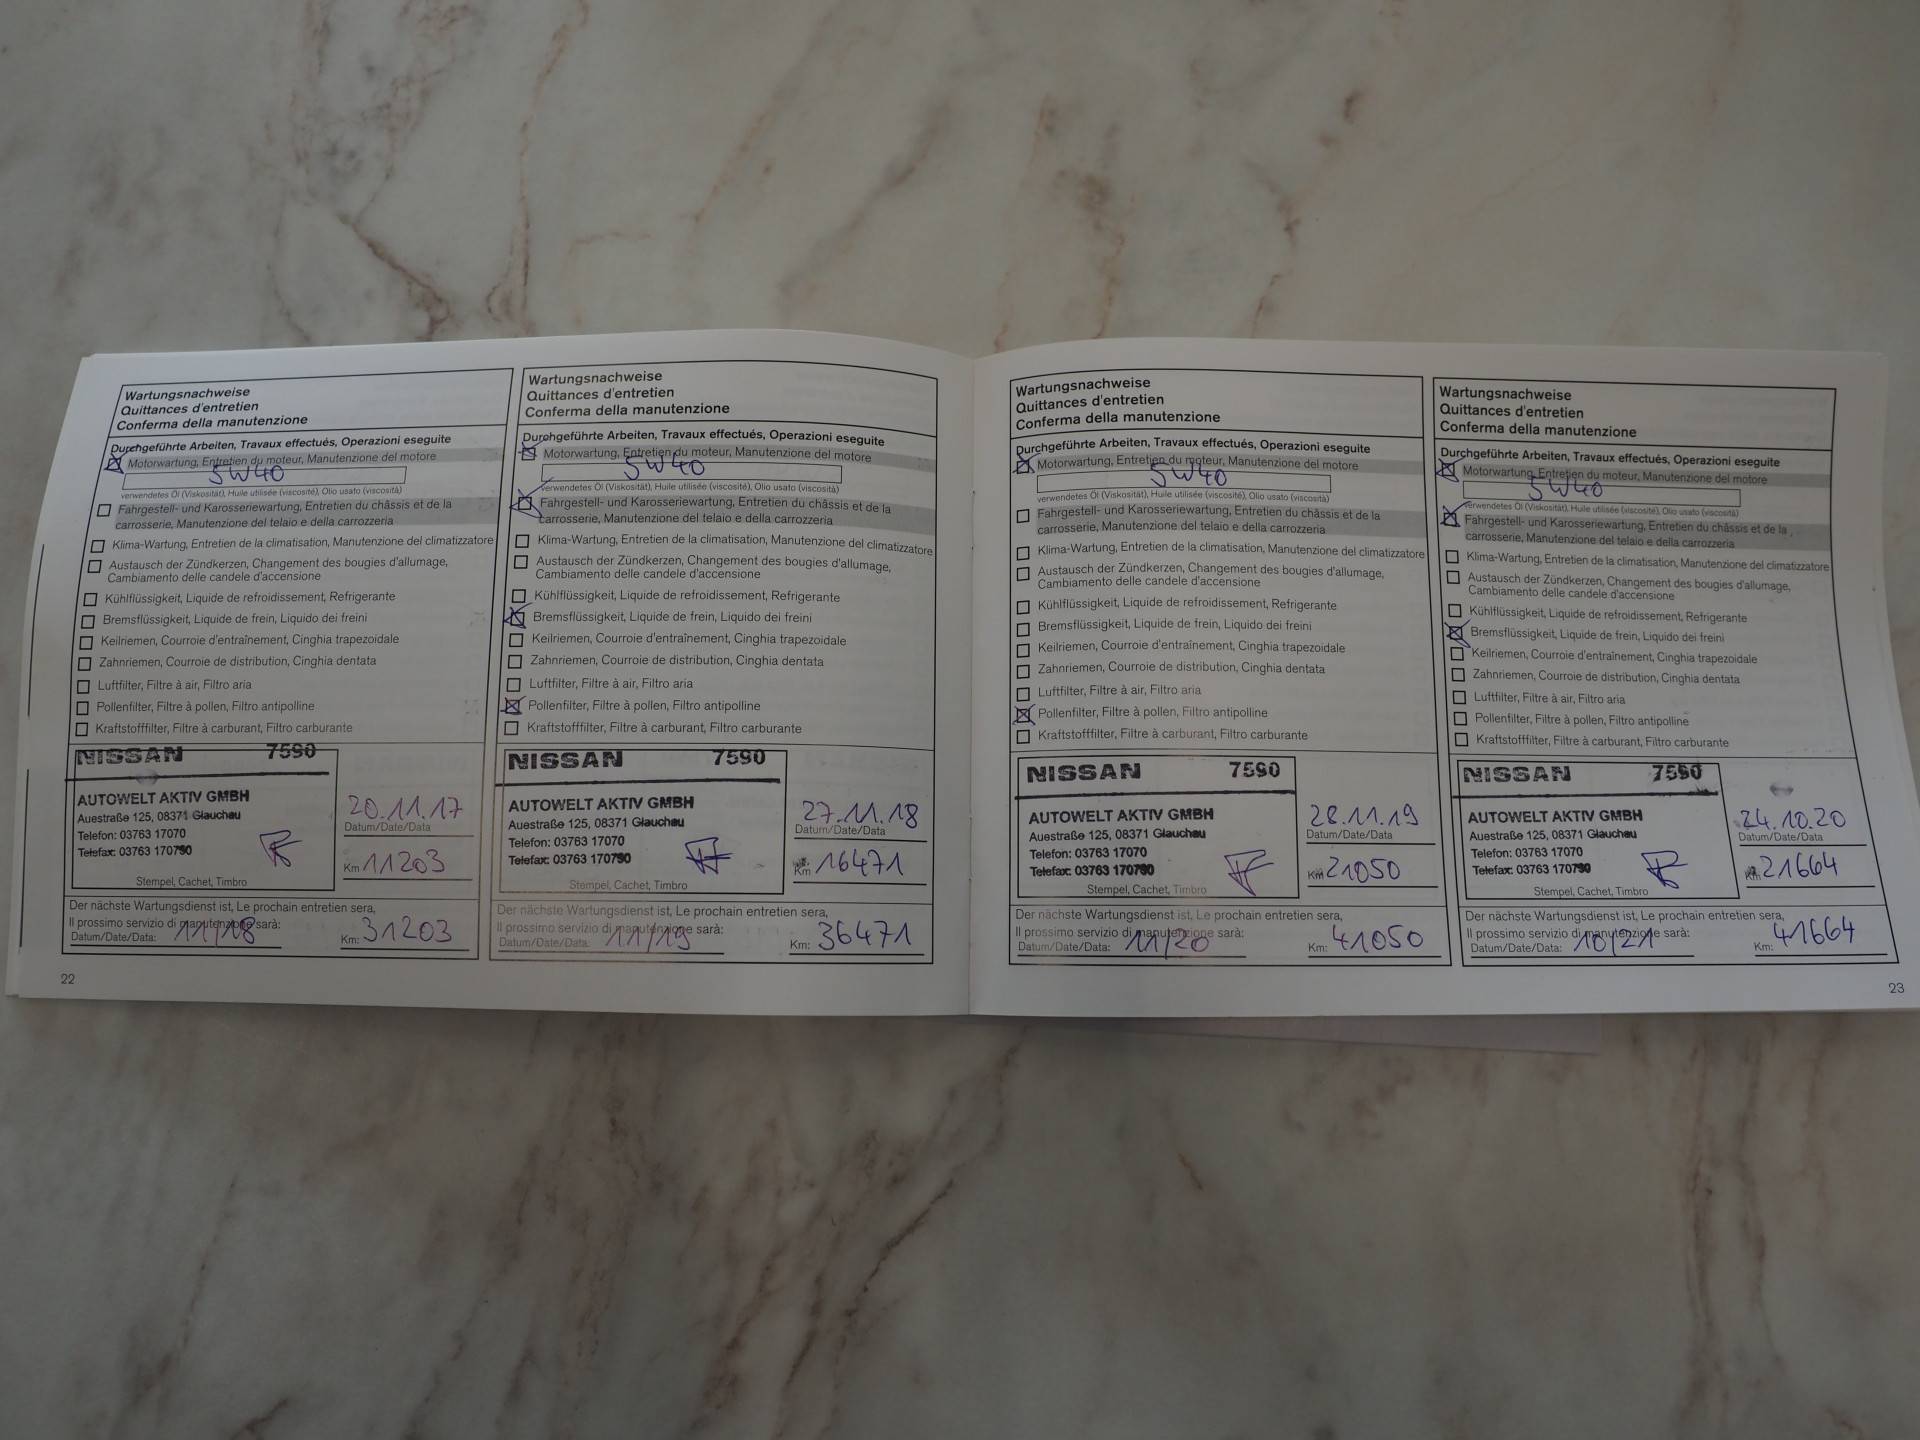 Wartungsnachweise
Quittances d'entretien
Conferma della manutenzione
Durchgeführte Arbeiten, Travaux effectués, Operazioni eseguite
Motorwartung, Entretien du moteur, Manutenzione del motore
5W40
verwendetes Öl (Viskosität), Huile utilisée (viscosité), Olio usato (viscosità)
Fahrgestell- und Karosseriewartung, Entretien du châssis et de la
carrosserie, Manutenzione del telaio e della carrozzeria
Klima-Wartung, Entretien de la climatisation, Manutenzione del climatizzatore
Austausch der Zündkerzen, Changement des bougies d'allumage,
Cambiamento delle candele d'accensione
Kühlflüssigkeit, Liquide de refroidissement, Refrigerante
Bremsflüssigkeit, Liquide de frein, Liquido dei freini
Keilriemen, Courroie d'entraînement, Cinghia trapezoidale
Zahnriemen, Courroie de distribution, Cinghia dentata
Luftfilter, Filtre à air, Filtro aria
Pollenfilter, Filtre à pollen, Filtro antipolline
Kraftstofffilter, Filtre à carburant, Filtro carburante
NISSAN 7590
AUTOWELT AKTIV GMBH
Auestraße 125, 08371 Glauchau
Telefon: 03763 17070
Telefax: 03763 170790
Stempel, Cachet, Timbro
20.11.17
Datum/Date/Data
Km 11203
Der nächste Wartungsdienst ist, Le prochain entretien sera,
Il prossimo servizio di manutenzione sarà:
Datum/Date/Data: 11/18 Km: 31203
22
Wartungsnachweise
Quittances d'entretien
Conferma della manutenzione
Durchgeführte Arbeiten, Travaux effectués, Operazioni eseguite
Motorwartung, Entretien du moteur, Manutenzione del motore
5W40
verwendetes Öl (Viskosität), Huile utilisée (viscosité), Olio usato (viscosità)
Fahrgestell- und Karosseriewartung, Entretien du châssis et de la
carrosserie, Manutenzione del telaio e della carrozzeria
Klima-Wartung, Entretien de la climatisation, Manutenzione del climatizzatore
Austausch der Zündkerzen, Changement des bougies d'allumage,
Cambiamento delle candele d'accensione
Kühlflüssigkeit, Liquide de refroidissement, Refrigerante
Bremsflüssigkeit, Liquide de frein, Liquido dei freini
Keilriemen, Courroie d'entraînement, Cinghia trapezoidale
Zahnriemen, Courroie de distribution, Cinghia dentata
Luftfilter, Filtre à air, Filtro aria
Pollenfilter, Filtre à pollen, Filtro antipolline
Kraftstofffilter, Filtre à carburant, Filtro carburante
NISSAN 7590
AUTOWELT AKTIV GMBH
Auestraße 125, 08371 Glauchau
Telefon: 03763 17070
Telefax: 03763 170790
Stempel, Cachet, Timbro
27.11.18
Datum/Date/Data
Km 16471
Der nächste Wartungsdienst ist, Le prochain entretien sera,
Il prossimo servizio di manutenzione sarà:
Datum/Date/Data: 11/19 Km: 36471
Wartungsnachweise
Quittances d'entretien
Conferma della manutenzione
Durchgeführte Arbeiten, Travaux effectués, Operazioni eseguite
Motorwartung, Entretien du moteur, Manutenzione del motore
5W40
verwendetes Öl (Viskosität), Huile utilisée (viscosité), Olio usato (viscosità)
Fahrgestell- und Karosseriewartung, Entretien du châssis et de la
carrosserie, Manutenzione del telaio e della carrozzeria
Klima-Wartung, Entretien de la climatisation, Manutenzione del climatizzatore
Austausch der Zündkerzen, Changement des bougies d'allumage,
Cambiamento delle candele d'accensione
Kühlflüssigkeit, Liquide de refroidissement, Refrigerante
Bremsflüssigkeit, Liquide de frein, Liquido dei freini
Keilriemen, Courroie d'entraînement, Cinghia trapezoidale
Zahnriemen, Courroie de distribution, Cinghia dentata
Luftfilter, Filtre à air, Filtro aria
Pollenfilter, Filtre à pollen, Filtro antipolline
Kraftstofffilter, Filtre à carburant, Filtro carburante
NISSAN 7590
AUTOWELT AKTIV GMBH
Auestraße 125, 08371 Glauchau
Telefon: 03763 17070
Telefax: 03763 170790
Stempel, Cachet, Timbro
28.11.19
Datum/Date/Data
Km 21050
Der nächste Wartungsdienst ist, Le prochain entretien sera,
Il prossimo servizio di manutenzione sarà:
Datum/Date/Data: 11/20 Km: 41050
Wartungsnachweise
Quittances d'entretien
Conferma della manutenzione
Durchgeführte Arbeiten, Travaux effectués, Operazioni eseguite
Motorwartung, Entretien du moteur, Manutenzione del motore
5W40
verwendetes Öl (Viskosität), Huile utilisée (viscosité), Olio usato (viscosità)
Fahrgestell- und Karosseriewartung, Entretien du châssis et de la
carrosserie, Manutenzione del telaio e della carrozzeria
Klima-Wartung, Entretien de la climatisation, Manutenzione del climatizzatore
Austausch der Zündkerzen, Changement des bougies d'allumage,
Cambiamento delle candele d'accensione
Kühlflüssigkeit, Liquide de refroidissement, Refrigerante
Bremsflüssigkeit, Liquide de frein, Liquido dei freini
Keilriemen, Courroie d'entraînement, Cinghia trapezoidale
Zahnriemen, Courroie de distribution, Cinghia dentata
Luftfilter, Filtre à air, Filtro aria
Pollenfilter, Filtre à pollen, Filtro antipolline
Kraftstofffilter, Filtre à carburant, Filtro carburante
NISSAN 7590
AUTOWELT AKTIV GMBH
Auestraße 125, 08371 Glauchau
Telefon: 03763 17070
Telefax: 03763 170790
Stempel, Cachet, Timbro
24.10.20
Datum/Date/Data
Km 21664
Der nächste Wartungsdienst ist, Le prochain entretien sera,
Il prossimo servizio di manutenzione sarà:
Datum/Date/Data: 10/21 Km: 41664
23